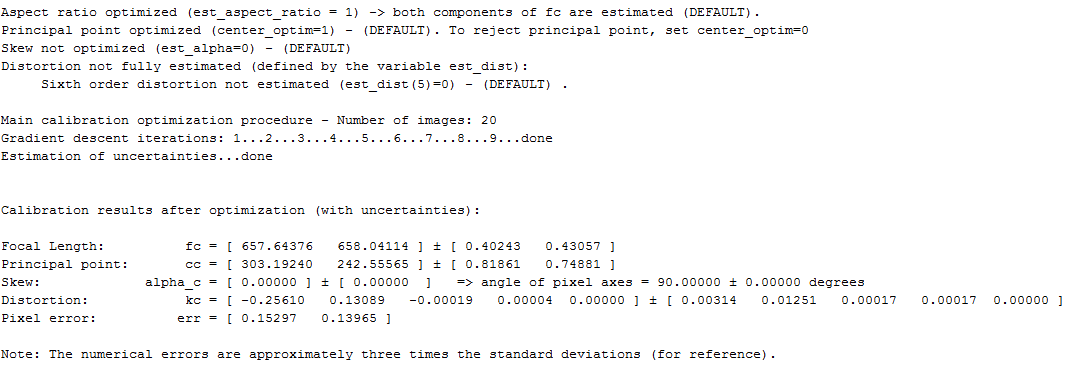 Aspect ratio optimized (est_aspect_ratio = 1) -> both components of fc are estimated (DEFAULT).
Principal point optimized (center_optim=1) - (DEFAULT). To reject principal point, set center_optim=0
Skew not optimized (est_alpha=0) - (DEFAULT)
Distortion not fully estimated (defined by the variable est_dist):
     Sixth order distortion not estimated (est_dist(5)=0) - (DEFAULT) .
Main calibration optimization procedure - Number of images: 20
Gradient descent iterations: 1...2...3...4...5...6...7...8...9...done
Estimation of uncertainties...done
Calibration results after optimization (with uncertainties):
Focal Length:          fc = [ 657.64376   658.04114 ] ± [ 0.40243   0.43057 ]
Principal point:       cc = [ 303.19240   242.55565 ] ± [ 0.81861   0.74881 ]
Skew:             alpha_c = [ 0.00000 ] ± [ 0.00000  ]   => angle of pixel axes = 90.00000 ± 0.00000 degrees
Distortion:            kc = [ -0.25610   0.13089   -0.00019   0.00004  0.00000 ] ± [ 0.00314   0.01251   0.00017   0.00017  0.00000 ]
Pixel error:          err = [ 0.15297   0.13965 ]
Note: The numerical errors are approximately three times the standard deviations (for reference).